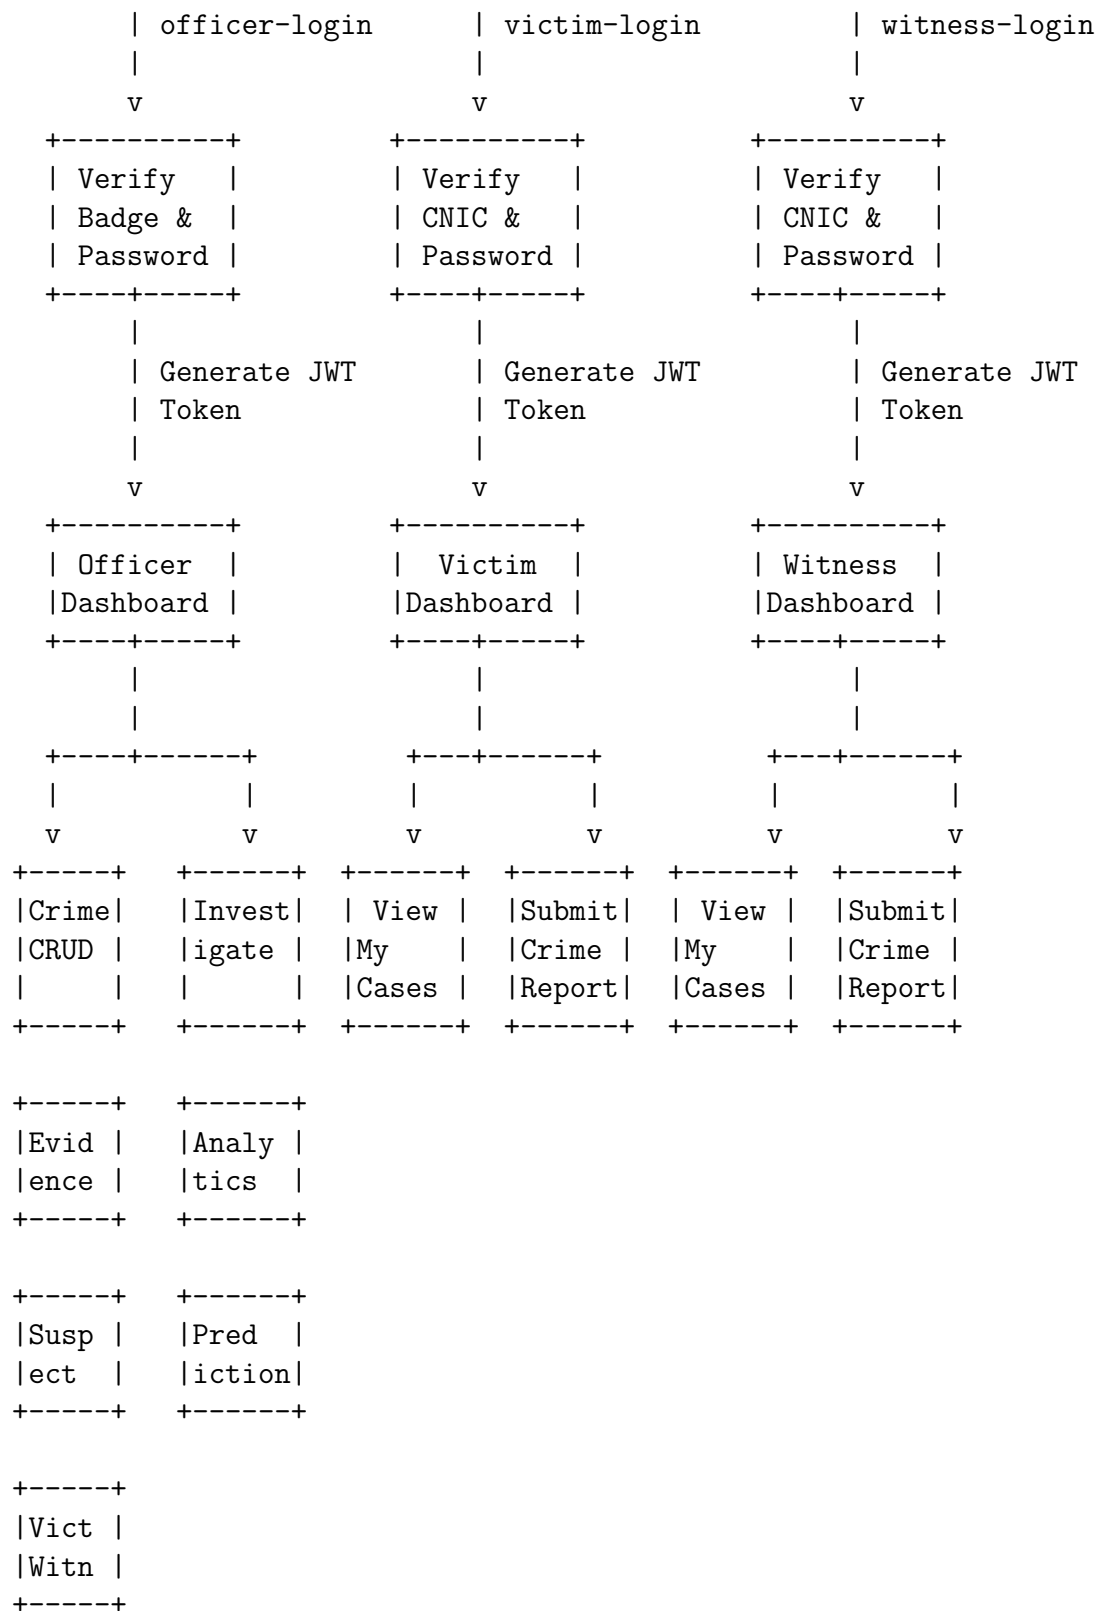 | officer-login | victim-login | witness-login
| | |
v v v
+----------+ +----------+ +----------+
| Verify | | Verify | | Verify |
| Badge & | | CNIC & | | CNIC & |
| Password | | Password | | Password |
+----+-----+ +----+-----+ +----+-----+
| | |
| Generate JWT | Generate JWT | Generate JWT
| Token | Token | Token
| | |
v v v
+----------+ +----------+ +----------+
| Officer | | Victim | | Witness |
|Dashboard | |Dashboard | |Dashboard |
+----+-----+ +----+-----+ +----+-----+
| | |
| | |
+----+------+ +---+------+ +---+------+
| | | | | |
v v v v v v
+-----+ +------+ +------+ +------+ +------+ +------+
|Crime| |Invest| | View | |Submit| | View | |Submit|
|CRUD | |igate | |My | |Crime | |My | |Crime |
| | | | |Cases | |Report| |Cases | |Report|
+-----+ +------+ +------+ +------+ +------+ +------+
+-----+ +------+
|Evid | |Analy |
|ence | |tics |
+-----+ +------+
+-----+ +------+
|Susp | |Pred |
|ect | |iction|
+-----+ +------+
+-----+
|Vict |
|Witn |
+-----+